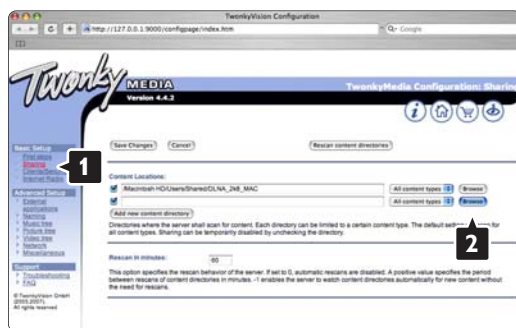 TwonkyVision Configuration
http://127.0.0.1:9000/configpage/index.htm
Google
Twonky MEDIA
Version 4.4.2
TwonkyMedia Configuration: Sharing
Save Changes
Cancel
Rescan content directories
Basic Setup
First steps
Sharing
Internet Radio
1
Advanced Setup
External applications
Naming
Music tree
Picture tree
Video tree
Network
Miscellaneous
Support
Troubleshooting
FAQ
© TwonkyVision GmbH
All rights reserved
Content Locations:
/Macintosh HD/Users/Shared/DLNA_2k8_MAC
All content types
Browse
All content types
Browse
2
Add new content directory
Directories where the server shall scan for content. Each directory can be limited to a certain content type. The default for
all content types. Sharing can be temporarily disabled by unchecking the directory.
Rescan in minutes:
60
This option specifies the rescan behavior of the server. If set to 0, automatic rescans are disabled. A positive value specifies the period
between rescans of content directories in minutes. -1 enables the server to watch content directories automatically for new content without
the need for rescans.